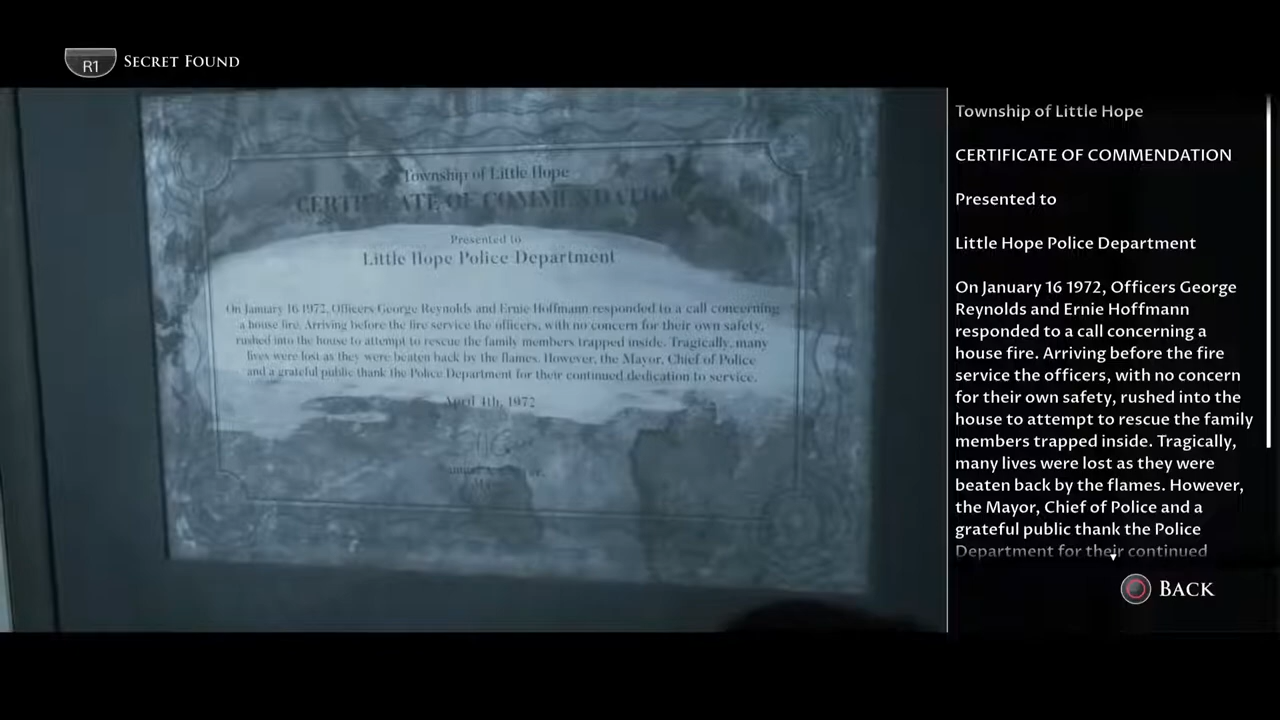 R1 SECRET FOUND
Township of Little Hope
CERTIFICATE OF COMMENDATION
Presented to
Little Hope Police Department
On January 16 1972, Officers George Reynolds and Ernie Hoffmann responded to a call concerning
a house fire. Arriving before the fire service the officers, with no concern for their own safety,
rushed into the house to attempt to rescue the family members trapped inside. Tragically, many
lives were lost as they were beaten back by the flames. However, the Mayor, Chief of Police
and a grateful public thank the Police Department for their continued dedication to service.
April 4th, 1972
Township of Little Hope
CERTIFICATE OF COMMENDATION
Presented to
Little Hope Police Department
On January 16 1972, Officers George
Reynolds and Ernie Hoffmann
responded to a call concerning a
house fire. Arriving before the fire
service the officers, with no concern
for their own safety, rushed into the
house to attempt to rescue the family
members trapped inside. Tragically,
many lives were lost as they were
beaten back by the flames. However,
the Mayor, Chief of Police and a
grateful public thank the Police
Department for their continued
BACK